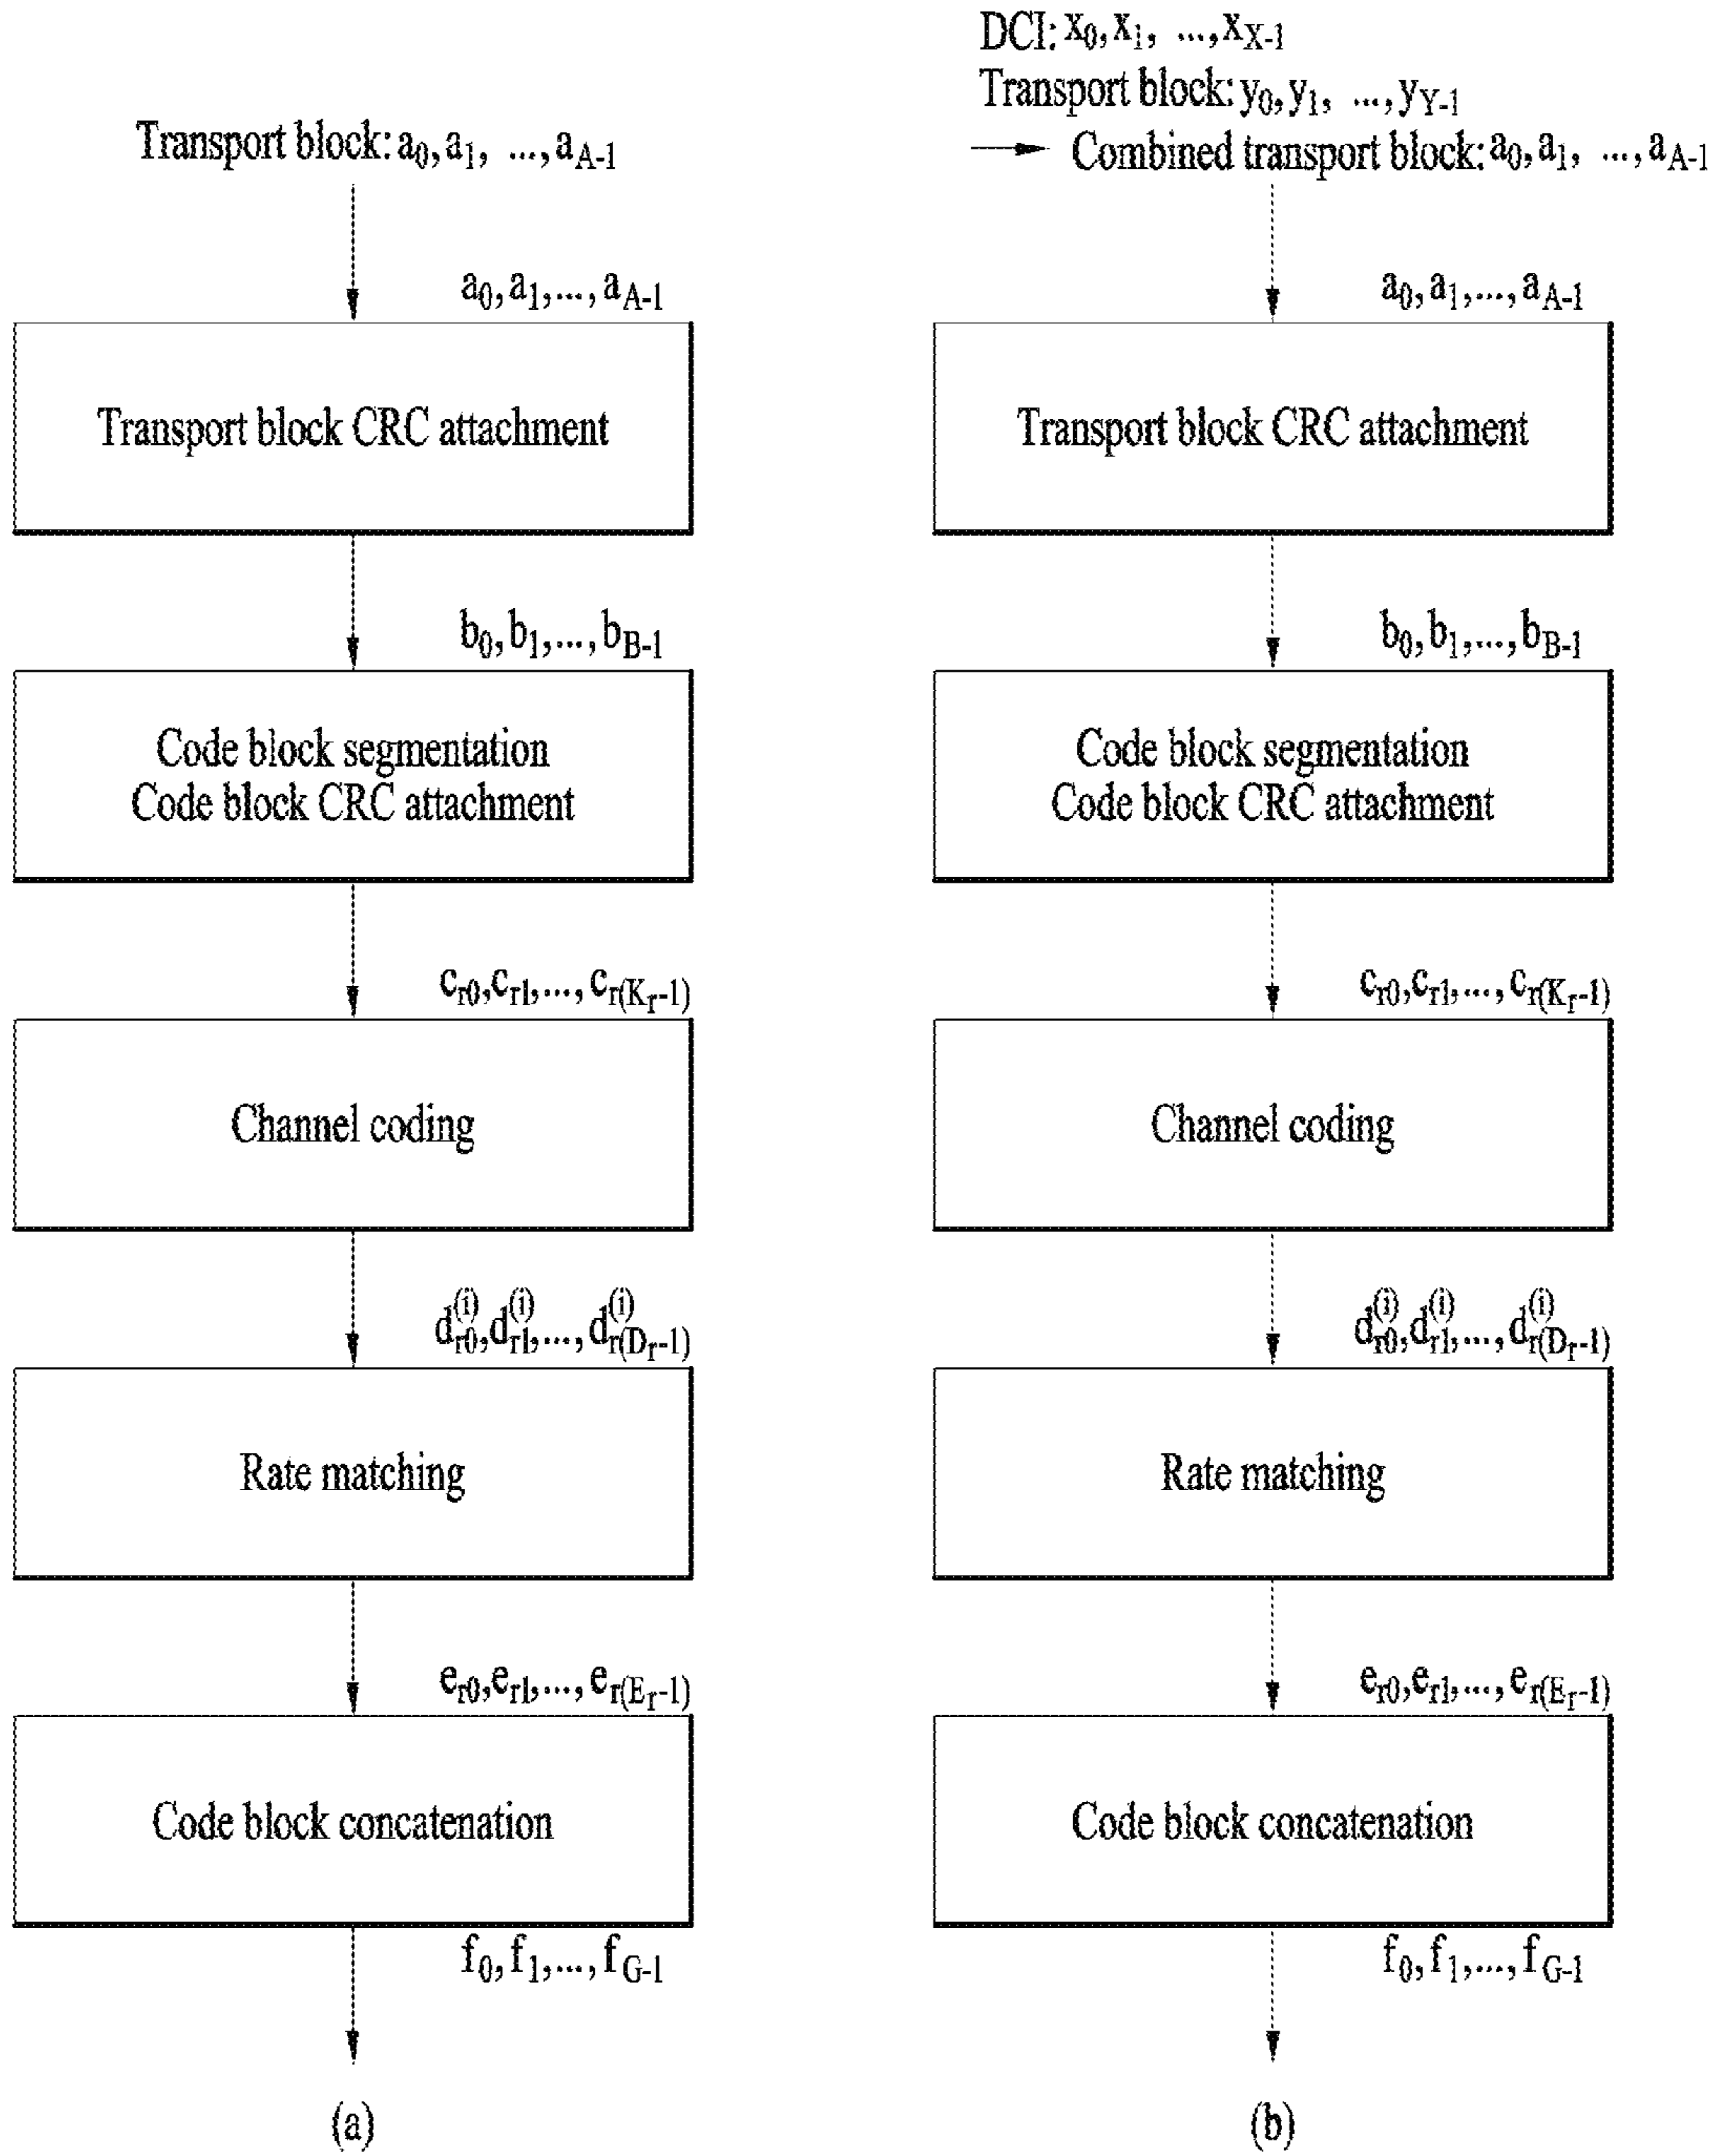 Transport block: a0, a1, ..., aA-1
a0, a1,..., aA-1
Transport block CRC attachment
b0, b1,..., bB-1
Code block segmentation
Code block CRC attachment
cr0, cr1,..., cr(Kr-1)
Channel coding
d(i)r0, d(i)r1,..., d(i)r(Dr-1)
Rate matching
er0, er1,..., er(Er-1)
Code block concatenation
f0, f1,..., fG-1
(a)
DCI: x0, x1, ..., xX-1
Transport block: y0, y1, ..., yY-1
→ Combined transport block: a0, a1, ..., aA-1
a0, a1,..., aA-1
Transport block CRC attachment
b0, b1,..., bB-1
Code block segmentation
Code block CRC attachment
cr0, cr1,..., cr(Kr-1)
Channel coding
d(i)r0, d(i)r1,..., d(i)r(Dr-1)
Rate matching
er0, er1,..., er(Er-1)
Code block concatenation
f0, f1,..., fG-1
(b)